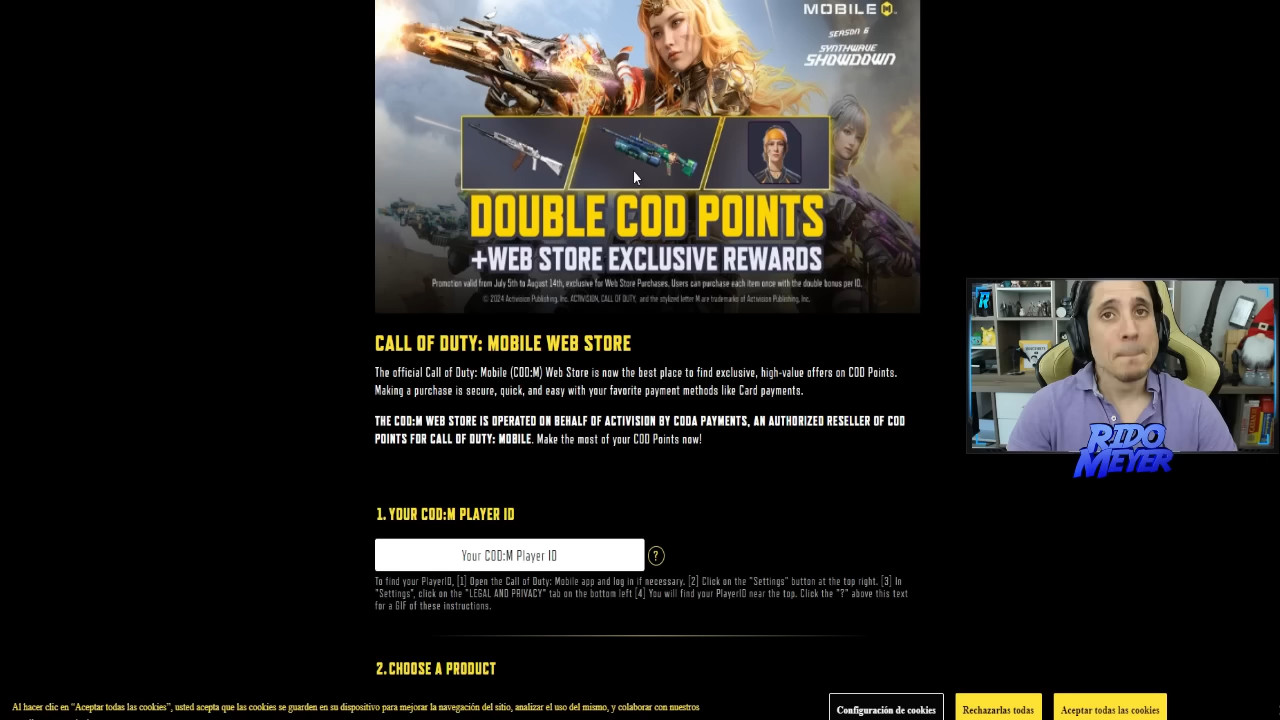 MOBILE
SEASON 6
SYNTHWAVE
SHOWDOWN
DOUBLE COD POINTS
+WEB STORE EXCLUSIVE REWARDS
Promotion valid from July 5th to August 14th, exclusive for Web Store Purchases. Users can purchase each item once with the double bonus per ID.
© 2024 Activision Publishing, Inc. ACTIVISION, CALL OF DUTY, and the stylized letter M are trademarks of Activision Publishing, Inc.
CALL OF DUTY: MOBILE WEB STORE
The official Call of Duty: Mobile (COD:M) Web Store is now the best place to find exclusive, high-value offers on COD Points.
Making a purchase is secure, quick, and easy with your favorite payment methods like Card payments.
THE COD:M WEB STORE IS OPERATED ON BEHALF OF ACTIVISION BY CODA PAYMENTS, AN AUTHORIZED RESELLER OF COD
POINTS FOR CALL OF DUTY: MOBILE. Make the most of your COD Points now!
RIDO
MEYER
1. YOUR COD:M PLAYER ID
Your COD:M Player ID
?
To find your PlayerID, [1] Open the Call of Duty: Mobile app and log in if necessary. [2] Click on the "Settings" button at the top right. [3] In
"Settings", click on the "LEGAL AND PRIVACY" tab on the bottom left [4] You will find your PlayerID near the top. Click the "?" above this text
for a GIF of these instructions.
2. CHOOSE A PRODUCT
Al hacer clic en “Aceptar todas las cookies”, usted acepta que las cookies se guarden en su dispositivo para mejorar la navegación del sitio, analizar el uso del mismo, y colaborar con nuestros
Configuración de cookies
Rechazarlas todas
Aceptar todas las cookies